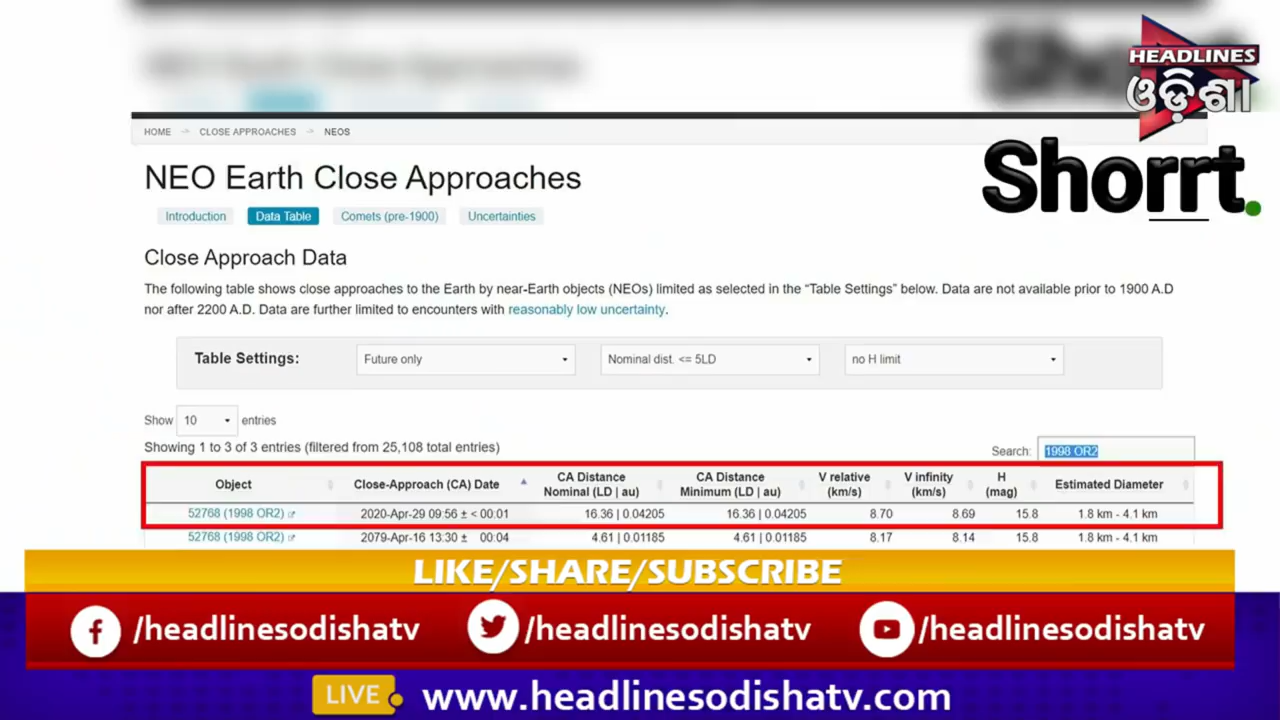 HEADLINES
ଓଡ଼ିଶା
Shorrt.
HOME -> CLOSE APPROACHES -> NEOS
NEO Earth Close Approaches
Introduction Data Table Comets (pre-1900) Uncertainties
Close Approach Data
The following table shows close approaches to the Earth by near-Earth objects (NEOs) limited as selected in the “Table Settings” below. Data are not available prior to 1900 A.D
nor after 2200 A.D. Data are further limited to encounters with reasonably low uncertainty.
Table Settings: Future only Nominal dist. <= 5LD no H limit
Show 10 entries
Showing 1 to 3 of 3 entries (filtered from 25,108 total entries)
Search: 1998 OR2
Object Close-Approach (CA) Date CA Distance Nominal (LD | au) CA Distance Minimum (LD | au) V relative (km/s) V infinity (km/s) H (mag) Estimated Diameter
52768 (1998 OR2) 2020-Apr-29 09:56 ± < 00:01 16.36 | 0.04205 16.36 | 0.04205 8.70 8.69 15.8 1.8 km - 4.1 km
52768 (1998 OR2) 2079-Apr-16 13:30 ± 00:04 4.61 | 0.01185 4.61 | 0.01185 8.17 8.14 15.8 1.8 km - 4.1 km
LIKE/SHARE/SUBSCRIBE
/headlinesodishatv /headlinesodishatv /headlinesodishatv
LIVE www.headlinesodishatv.com